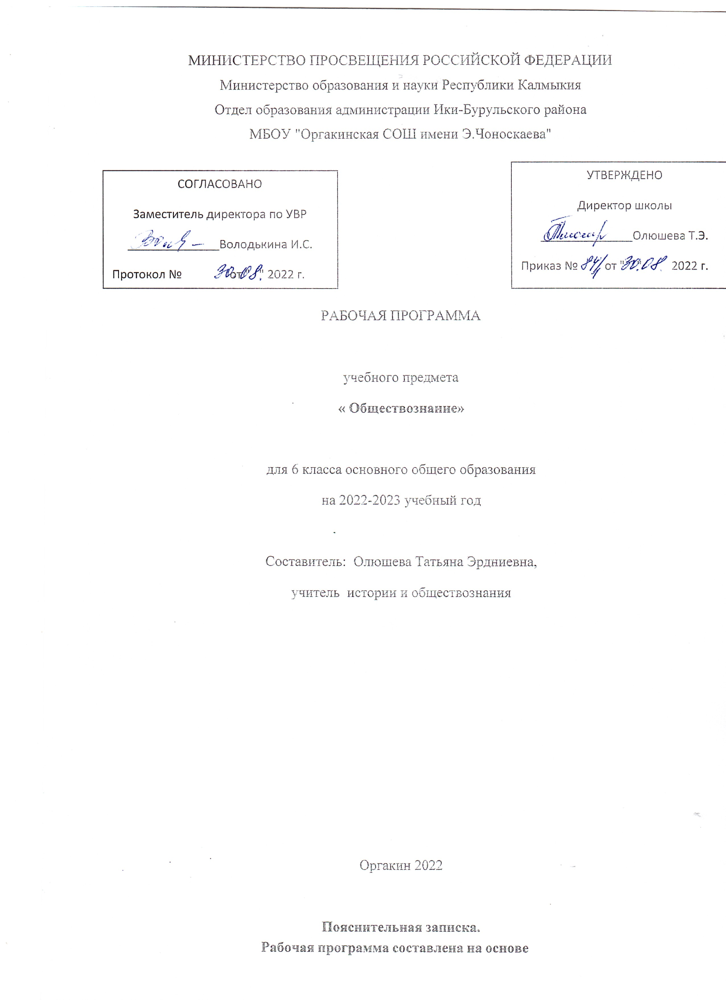 МИНИСТЕРСТВО ПРОСВЕЩЕНИЯ РОССИЙСКОЙ ФЕДЕРАЦИИ
Министерство образования и науки Республики Калмыкия
Отдел образования администрации Ики-Бурульского района
МБОУ "Оргакинская СОШ имени Э.Чоноскаева"
СОГЛАСОВАНО
Заместитель директора по УВР
Володькина И.С.
Протокол № 30 от 08. " 2022 г.
УТВЕРЖДЕНО
Директор школы
Олюшева Т.Э.
Приказ № 84/1 от "30" 08. 2022 г.
РАБОЧАЯ ПРОГРАММА
учебного предмета
« Обществознание»
для 6 класса основного общего образования
на 2022-2023 учебный год
Составитель: Олюшева Татьяна Эрдниевна,
учитель истории и обществознания
Оргакин 2022
Пояснительная записка.
Рабочая программа составлена на основе